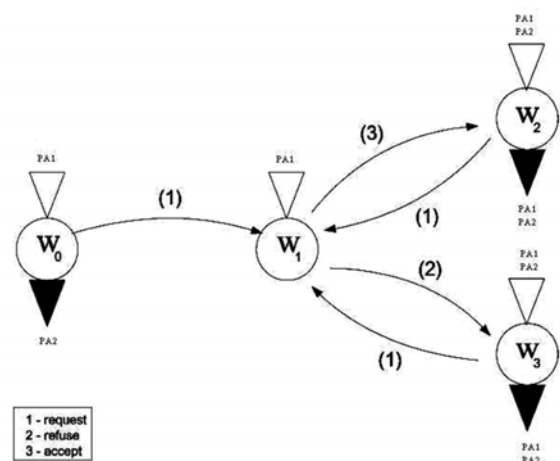 PA1
PA2
W2
(3)
PA1
PA1
(1)
(1)
W0
W1
PA1
PA2
(2)
PA1
PA2
PA2
(1)
W3
1 - request
2 - refuse
3 - accept
PA1
PA2